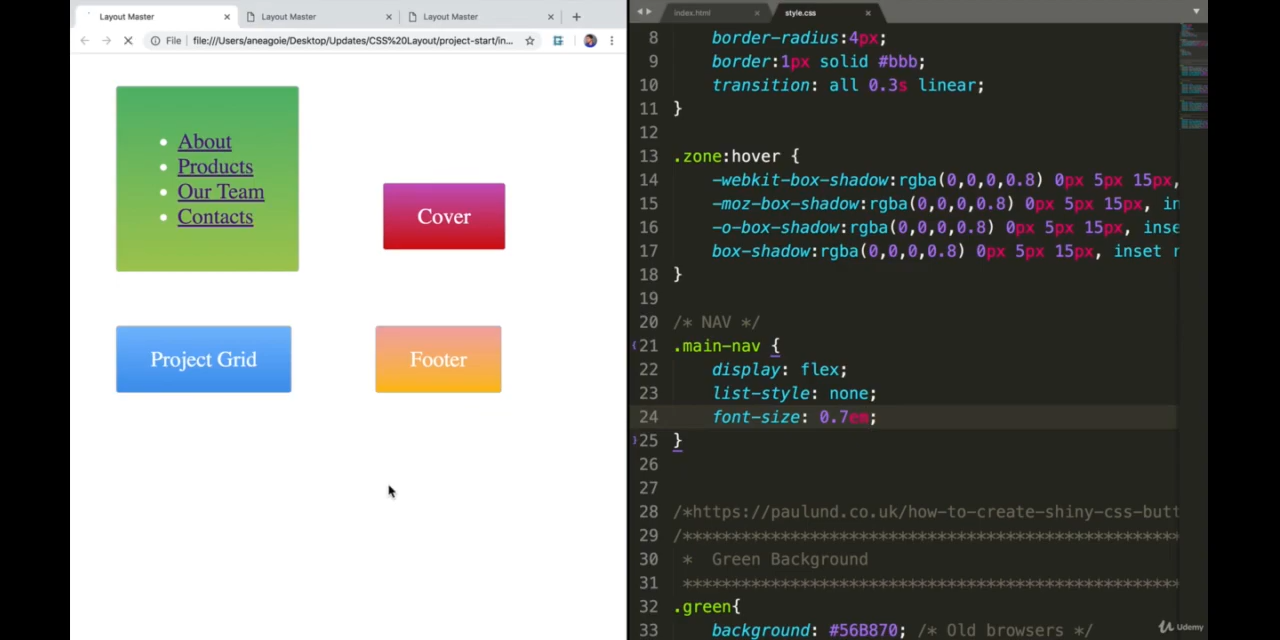 Layout Master
Layout Master
Layout Master
File
file:///Users/aneagoie/Desktop/Updates/CSS%20Layout/project-start/in...
About
Products
Our Team
Contacts
Cover
Project Grid
Footer
index.html
style.css
8 border-radius:4px;
9 border:1px solid #bbb;
10 transition: all 0.3s linear;
11 }
12
13 .zone:hover {
14 -webkit-box-shadow:rgba(0,0,0,0.8) 0px 5px 15px,
15 -moz-box-shadow:rgba(0,0,0,0.8) 0px 5px 15px, in
16 -o-box-shadow:rgba(0,0,0,0.8) 0px 5px 15px, inse
17 box-shadow:rgba(0,0,0,0.8) 0px 5px 15px, inset r
18 }
19
20 /* NAV */
21 .main-nav {
22 display: flex;
23 list-style: none;
24 font-size: 0.7em;
25 }
26
27
28 /*https://paulund.co.uk/how-to-create-shiny-css-butt
29 /***************************************
30 * Green Background
31 ***************************************
32 .green{
33 background: #56B870; /* Old browsers */
Udemy